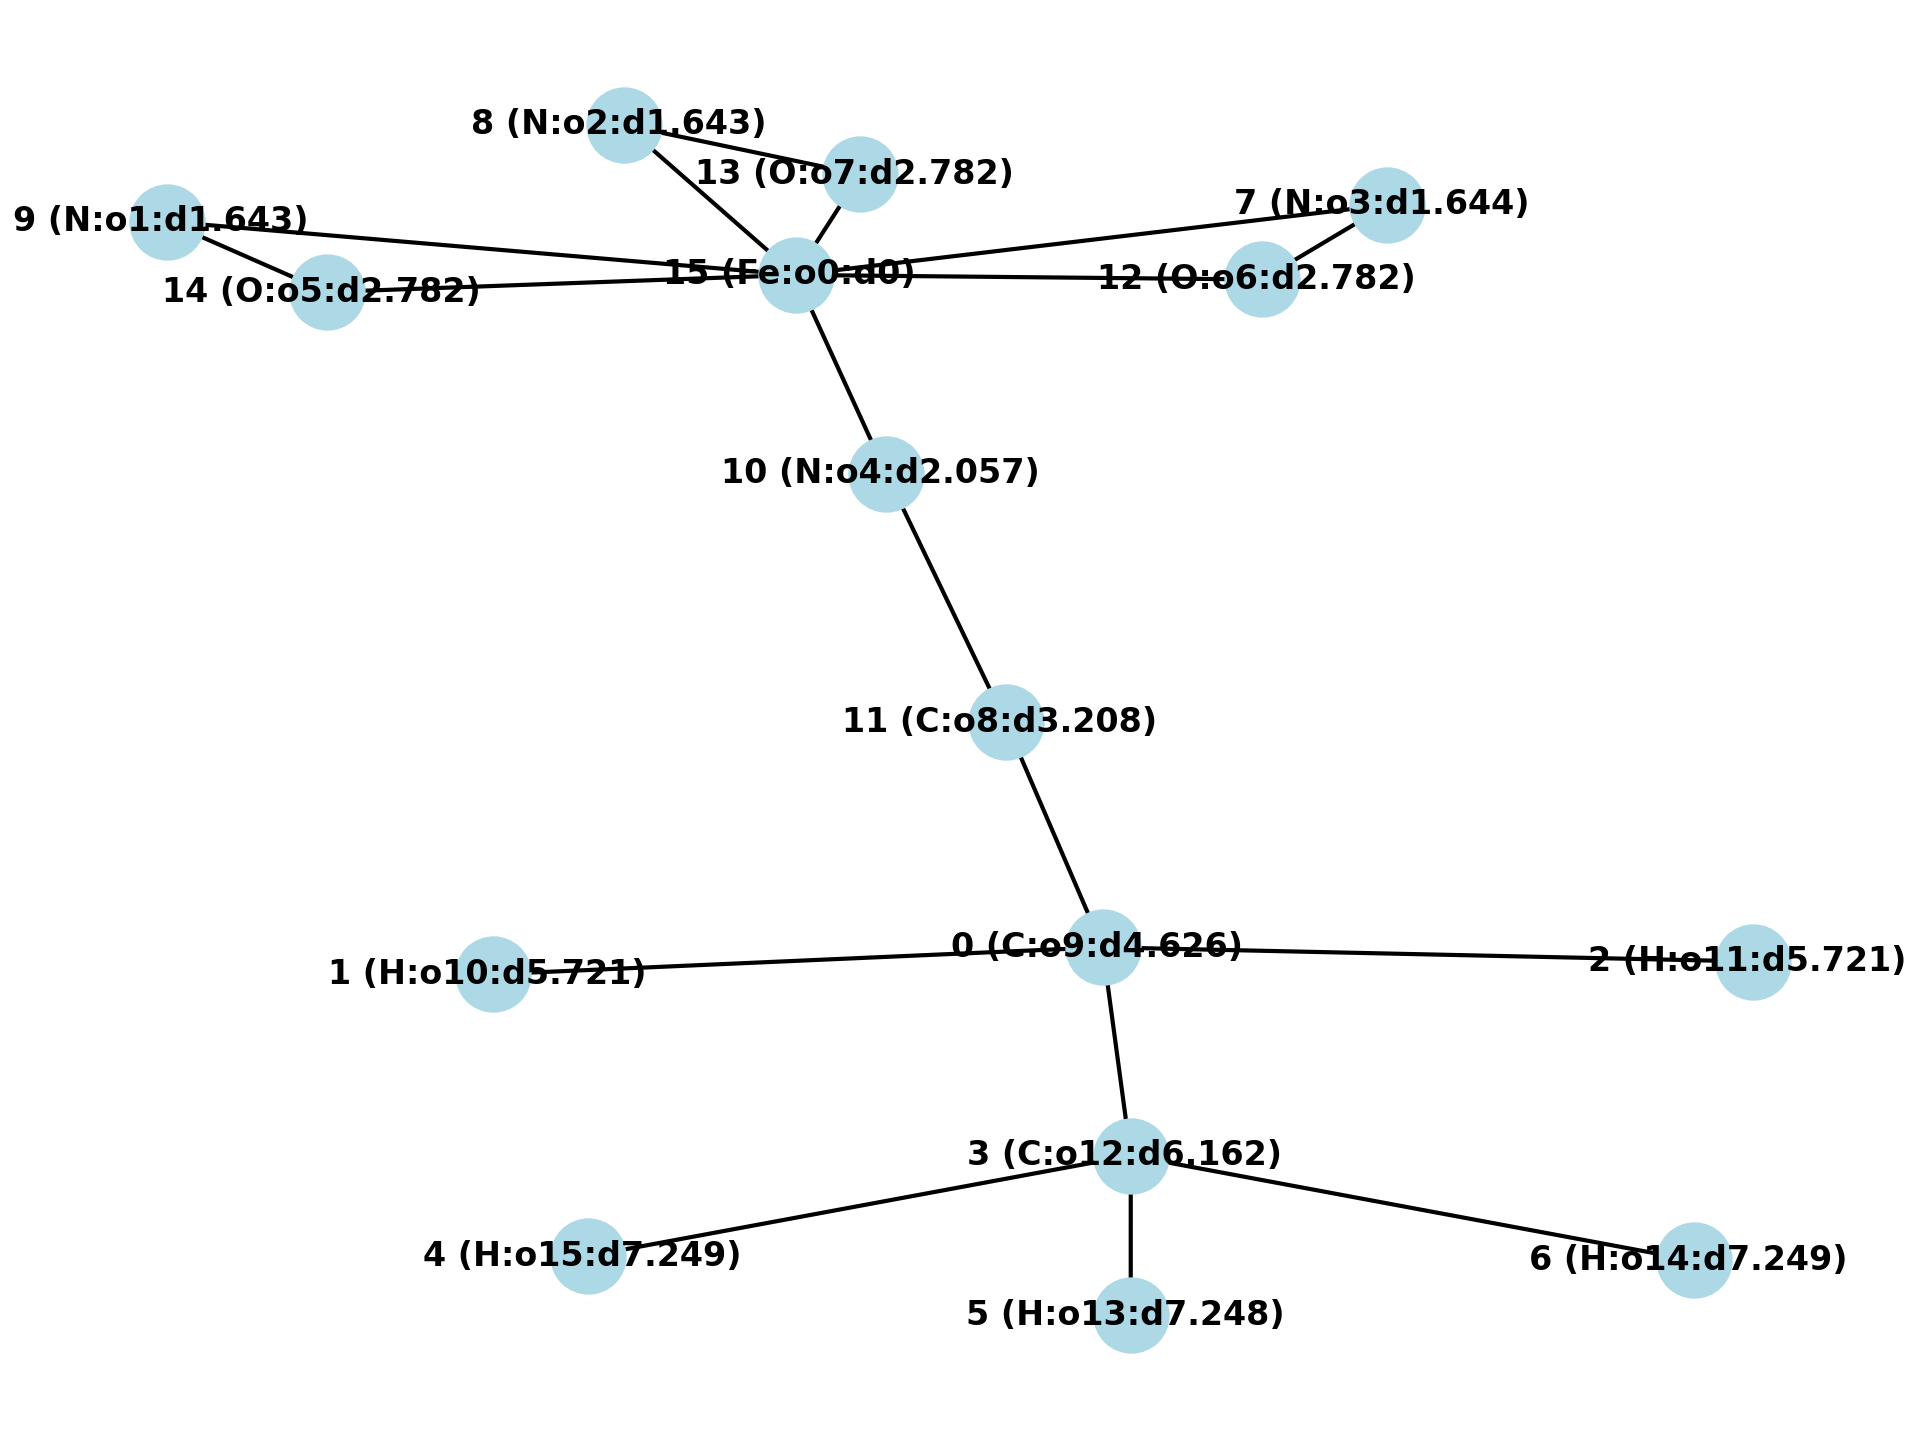 8 (N:o2:d1.643)
13 (O:o7:d2.782)
7 (N:o3:d1.644)
9 (N:o1:d1.643)
15 (Fe:o0:d0)
12 (O:o6:d2.782)
14 (O:o5:d2.782)
10 (N:o4:d2.057)
11 (C:o8:d3.208)
0 (C:o9:d4.626)
2 (H:o11:d5.721)
1 (H:o10:d5.721)
3 (C:o12:d6.162)
4 (H:o15:d7.249)
6 (H:o14:d7.249)
5 (H:o13:d7.248)